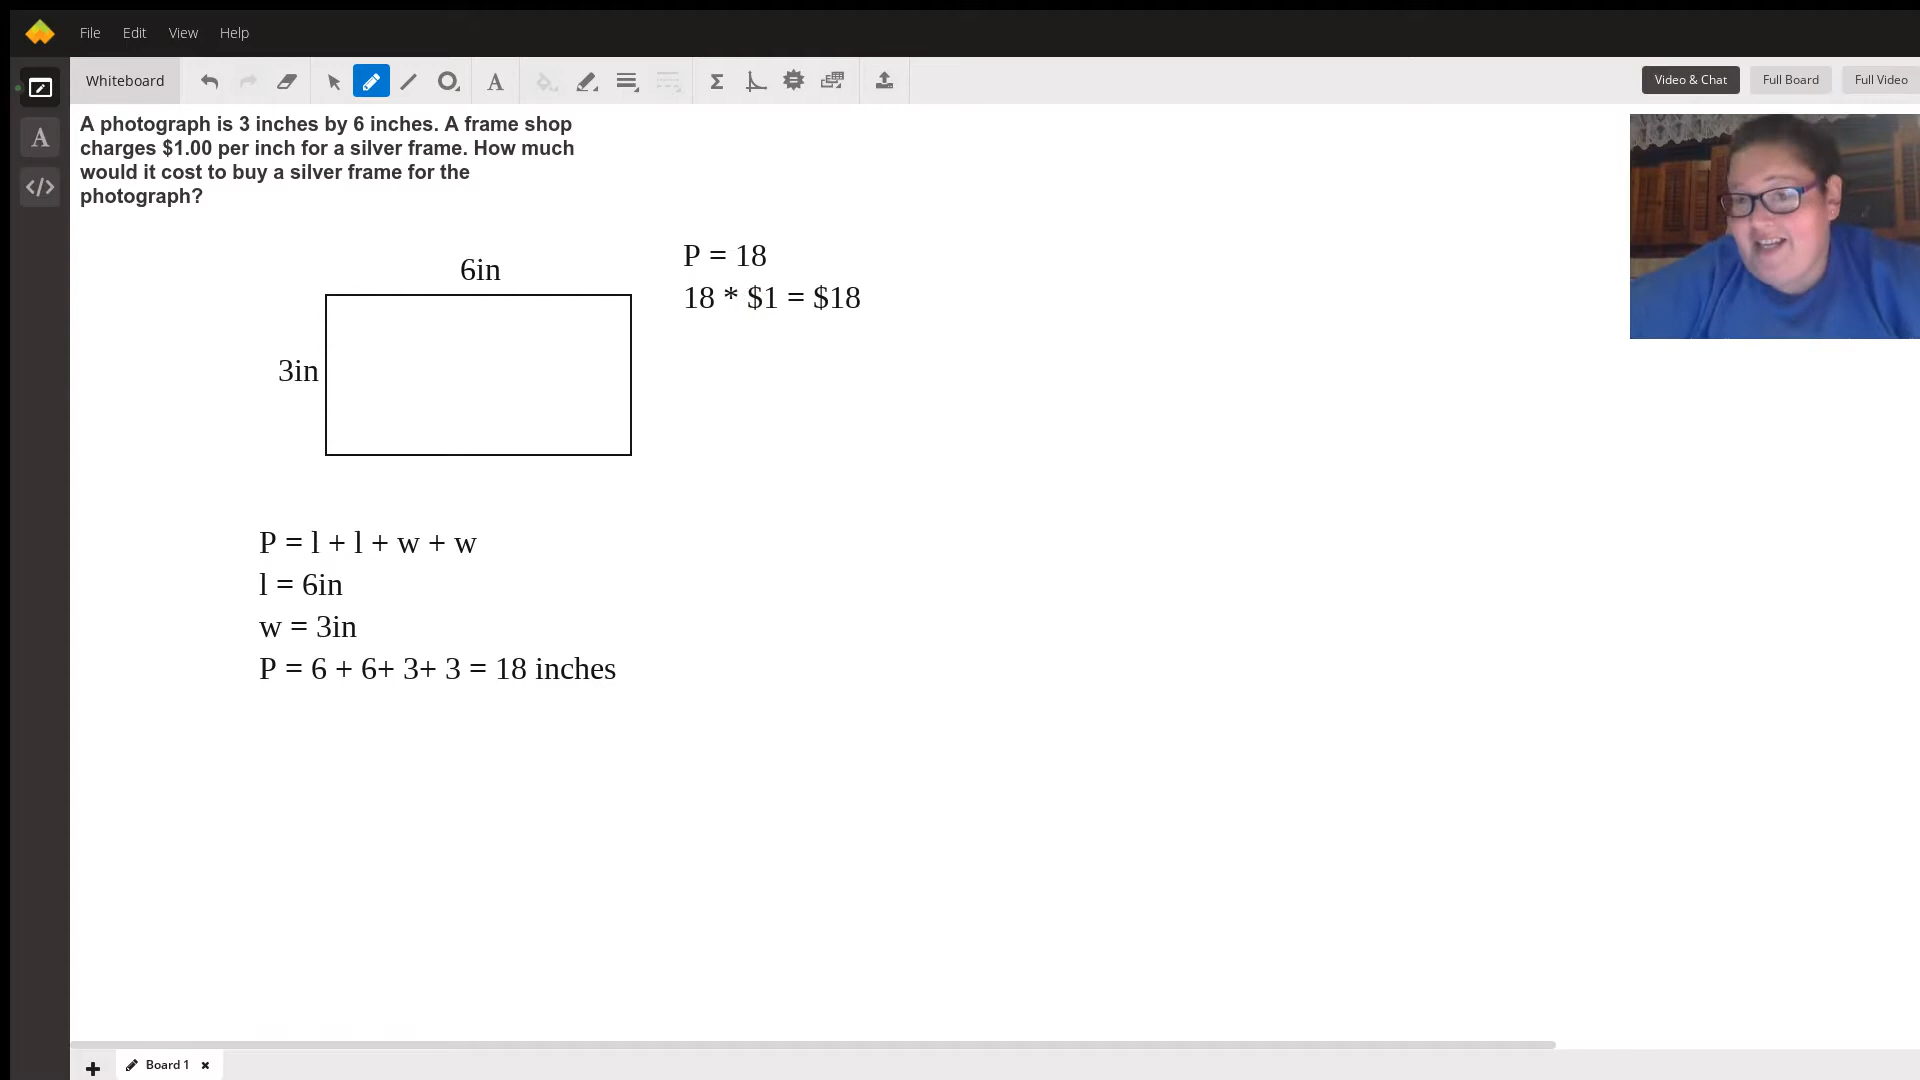 File Edit View Help
Whiteboard
A
Σ
Video & Chat
Full Board
Full Video
A
</>
A photograph is 3 inches by 6 inches. A frame shop
charges $1.00 per inch for a silver frame. How much
would it cost to buy a silver frame for the
photograph?
6in
3in
P = 18
18 * $1 = $18
P = l + l + w + w
l = 6in
w = 3in
P = 6 + 6+ 3+ 3 = 18 inches
Board 1